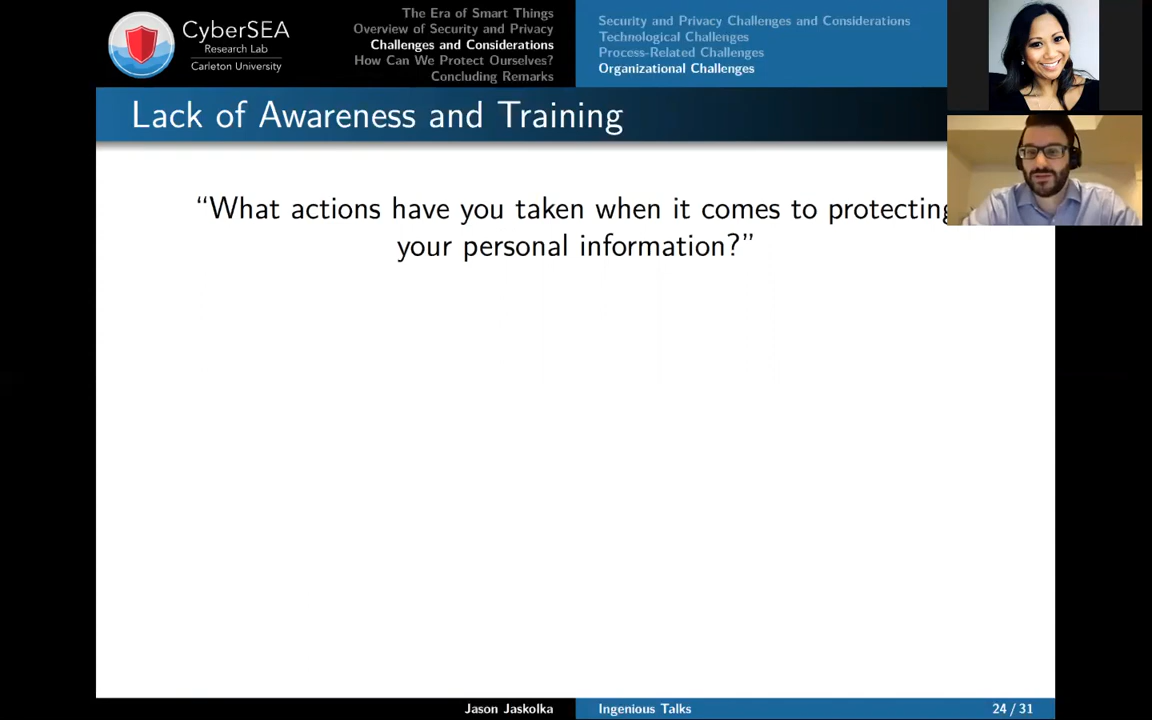 CyberSEA
Research Lab
Carleton University
The Era of Smart Things
Overview of Security and Privacy
Challenges and Considerations
How Can We Protect Ourselves?
Concluding Remarks
Security and Privacy Challenges and Considerations
Technological Challenges
Process-Related Challenges
Organizational Challenges
Lack of Awareness and Training
“What actions have you taken when it comes to protecting
your personal information?”
Jason Jaskolka
Ingenious Talks
24 / 31